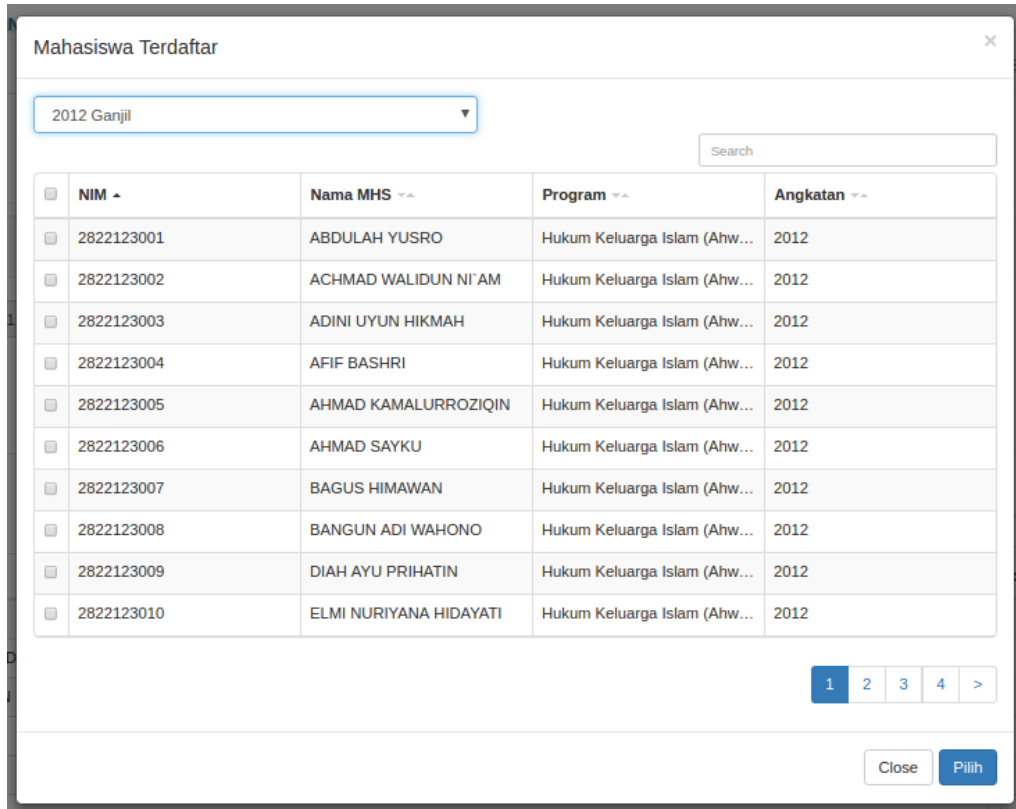 Mahasiswa Terdaftar ×
2012 Ganjil
Search
NIM Nama MHS Program Angkatan
2822123001 ABDULAH YUSRO Hukum Keluarga Islam (Ahw… 2012
2822123002 ACHMAD WALIDUN NI`AM Hukum Keluarga Islam (Ahw… 2012
2822123003 ADINI UYUN HIKMAH Hukum Keluarga Islam (Ahw… 2012
2822123004 AFIF BASHRI Hukum Keluarga Islam (Ahw… 2012
2822123005 AHMAD KAMALURROZIQIN Hukum Keluarga Islam (Ahw… 2012
2822123006 AHMAD SAYKU Hukum Keluarga Islam (Ahw… 2012
2822123007 BAGUS HIMAWAN Hukum Keluarga Islam (Ahw… 2012
2822123008 BANGUN ADI WAHONO Hukum Keluarga Islam (Ahw… 2012
2822123009 DIAH AYU PRIHATIN Hukum Keluarga Islam (Ahw… 2012
2822123010 ELMI NURIYANA HIDAYATI Hukum Keluarga Islam (Ahw… 2012
1 2 3 4 >
Close Pilih